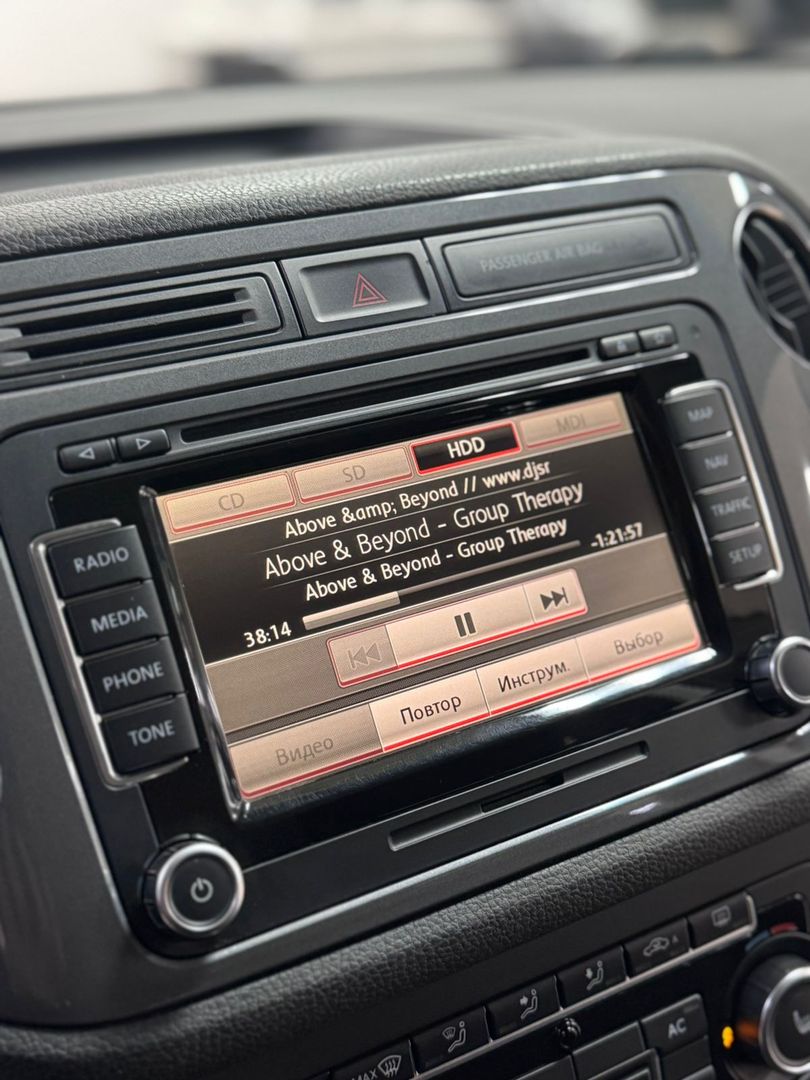 PASSENGER AIR BAG
CD SD HDD MDI
Above &amp; Beyond // www.djsr
Above & Beyond - Group Therapy
Above & Beyond - Group Therapy
38:14 -1:21:57
Видео Повтор Инструм. Выбор
RADIO
MEDIA
PHONE
TONE
MAP
NAV
TRAFFIC
SETUP
MAX
AC